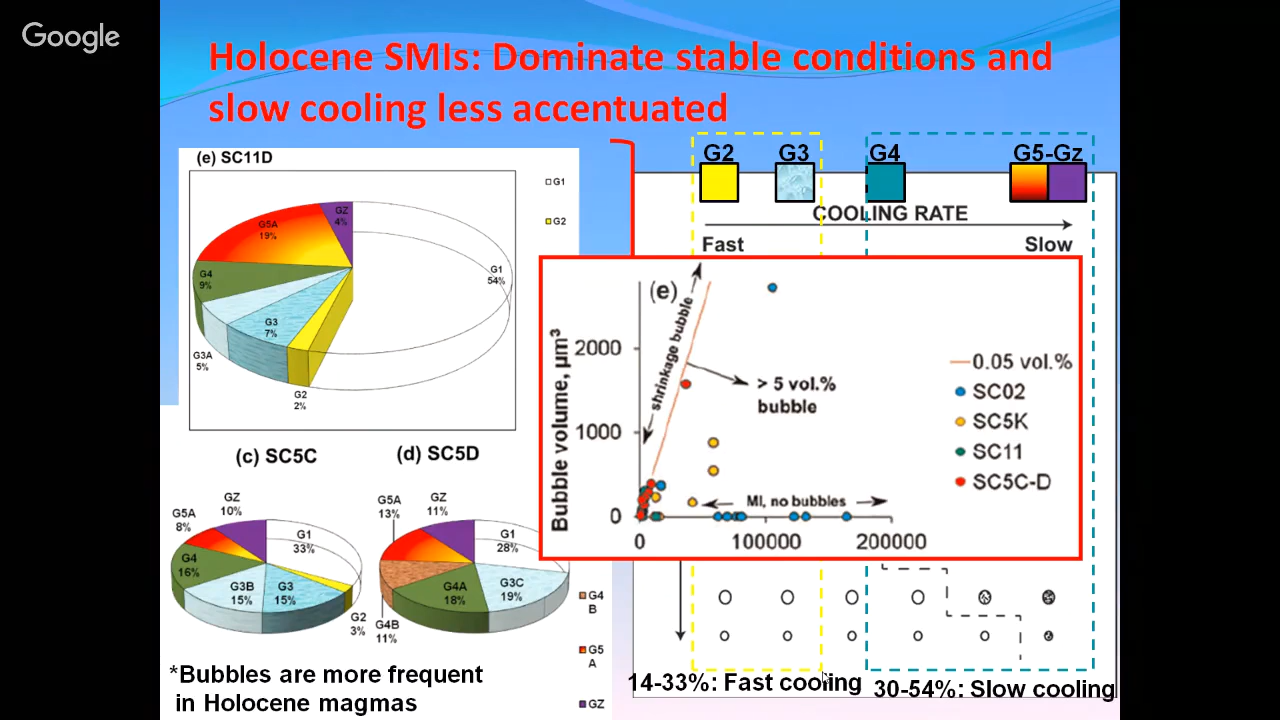 Google
Holocene SMIs: Dominate stable conditions and
slow cooling less accentuated
(e) SC11D
G1
G2
GZ
4%
G5A
19%
G4
9%
G1
54%
G3
7%
G3A
5%
G2
2%
(c) SC5C
(d) SC5D
GZ
10%
G5A
8%
G1
33%
G4
16%
G3B
15%
G3
15%
G2
3%
GZ
11%
G5A
13%
G1
28%
G3C
19%
G4A
18%
G4B
11%
G4
B
G5
A
GZ
*Bubbles are more frequent
in Holocene magmas
G2
G3
G4
G5-Gz
COOLING RATE
Fast
Slow
(e)
Bubble volume, µm³
2000
1000
0
shrinkage bubble
> 5 vol.%
bubble
MI, no bubbles
0
100000
200000
0.05 vol.%
SC02
SC5K
SC11
SC5C-D
14-33%: Fast cooling
30-54%: Slow cooling